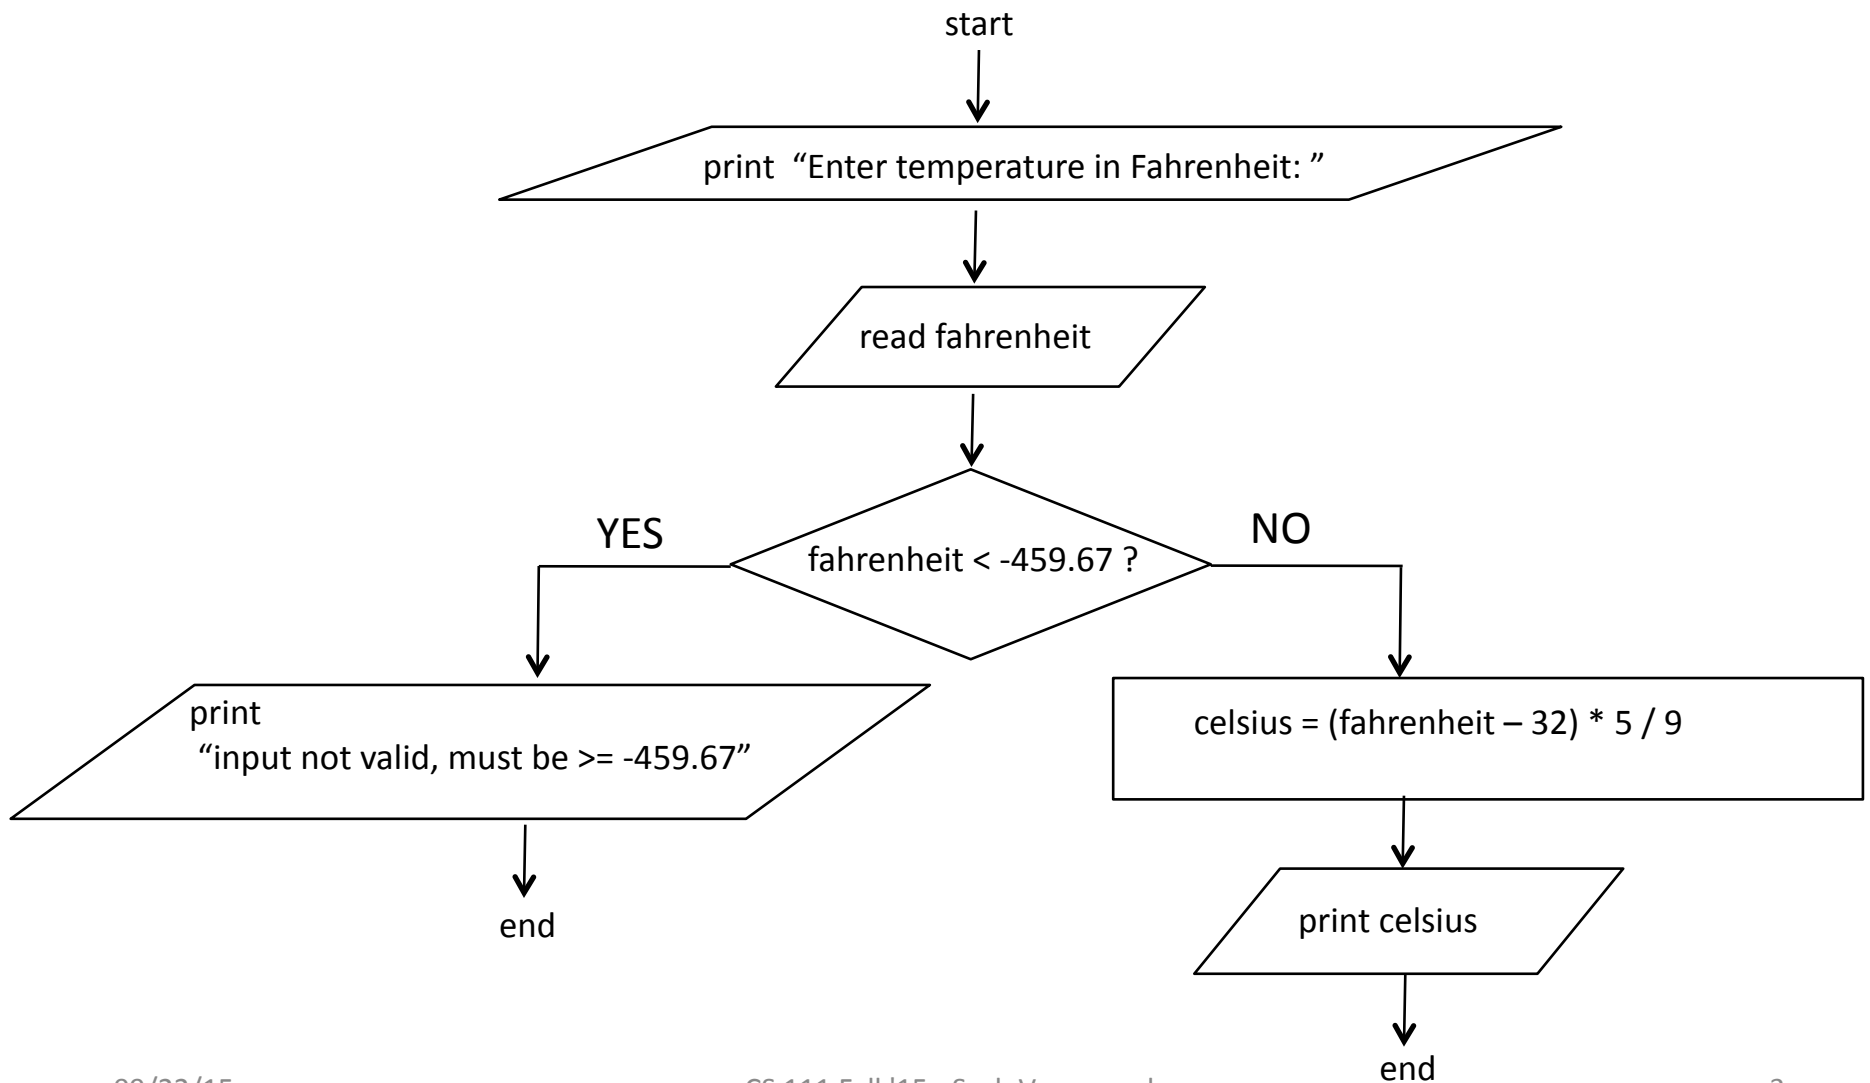 start
print “Enter temperature in Fahrenheit: ”
read fahrenheit
YES
fahrenheit < -459.67 ?
NO
print
“input not valid, must be >= -459.67”
end
celsius = (fahrenheit – 32) * 5 / 9
print celsius
end